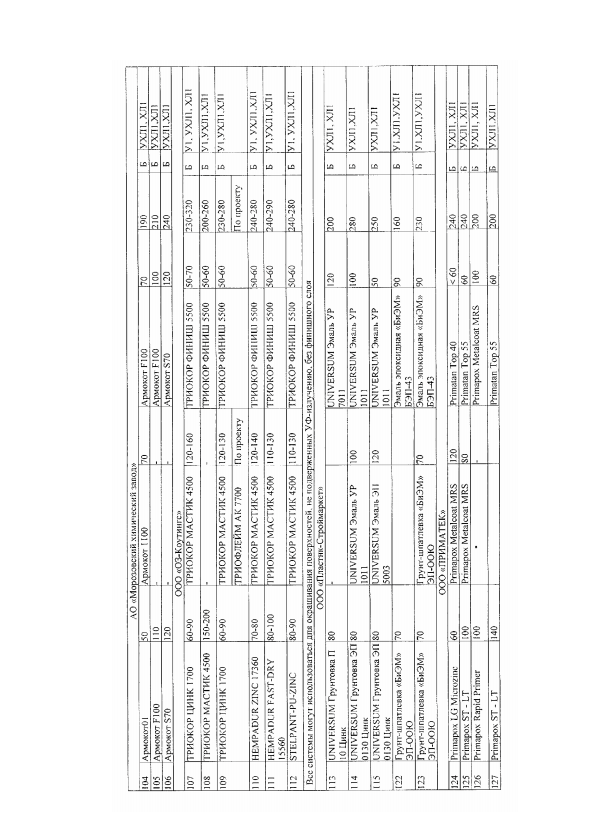 АО «Морозовский химический завод»
104 Армокот01 50 Армокот Т100 70 Армокот F100 70 190 Б УХЛ1, ХЛ1
105 Армокот F100 110 - - Армокот F100 100 210 Б УХЛ1,ХЛ1
106 Армокот S70 120 - - Армокот S70 120 240 Б УХЛ1,ХЛ1
ООО «ОЗ-Коутингс»
107 ТРИОКОР ЦИНК 1700 60-90 ТРИОКОР МАСТИК 4500 120-160 ТРИОКОР ФИНИШ 5500 50-70 230-320 Б У1, УХЛ1, ХЛ1
108 ТРИОКОР МАСТИК 4500 150-200 - - ТРИОКОР ФИНИШ 5500 50-60 200-260 Б У1,УХЛ1,ХЛ1
109 ТРИОКОР ЦИНК 1700 60-90 ТРИОКОР МАСТИК 4500 120-130 ТРИОКОР ФИНИШ 5500 50-60 230-280 Б У1,УХЛ1,ХЛ1
ТРИОФЛЕЙМ АК 7700 По проекту По проекту
110 HEMPADUR ZINC 17360 70-80 ТРИОКОР МАСТИК 4500 120-140 ТРИОКОР ФИНИШ 5500 50-60 240-280 Б У1, УХЛ1,ХЛ1
111 HEMPADUR FAST-DRY 80-100 ТРИОКОР МАСТИК 4500 110-130 ТРИОКОР ФИНИШ 5500 50-60 240-290 Б У1,УХЛ1,ХЛ1
15560
112 STELPANT-PU-ZINC 80-90 ТРИОКОР МАСТИК 4500 110-130 ТРИОКОР ФИНИШ 5500 50-60 240-280 Б У1, УХЛ1,ХЛ1
Все системы могут использоваться для окрашивания поверхностей, не подверженных УФ-излучению, без финишного слоя
ООО «Пластик-Строймаркет»
113 UNIVERSUM Грунтовка П 80 - UNIVERSUM Эмаль УР 120 200 Б УХЛ1, ХЛ1
10 Цинк 7011
114 UNIVERSUM Грунтовка ЭП 80 UNIVERSUM Эмаль УР 100 UNIVERSUM Эмаль УР 100 280 Б УХЛ1,ХЛ1
0130 Цинк 1011 1011
115 UNIVERSUM Грунтовка ЭП 80 UNIVERSUM Эмаль ЭП 120 UNIVERSUM Эмаль УР 50 250 Б УХЛ1,ХЛ1
0130 Цинк 5003 1011
122 Грунт-шпатлевка «БиЭМ» 70 Эмаль эпоксидная «БиЭМ» 90 160 Б У1,ХЛ1,УХЛ1
ЭП-ООЮ БЭП-43
123 Грунт-шпатлевка «БиЭМ» 70 Грунт-шпатлевка «БиЭМ» 70 Эмаль эпоксидная «БиЭМ» 90 230 Б У1,ХЛ1,УХЛ1
ЭП-ООЮ ЭП-ООЮ БЭП-43
ООО «ПРИМАТЕК»
124 Primapox LG Microzinc 60 Primapox Metalcoat MRS 120 Primatan Top 40 < 60 240 Б УХЛ1, ХЛ1
125 Primapox ST - LT 100 Primapox Metalcoat MRS 80 Primatan Top 55 60 240 Б УХЛ1, ХЛ1
126 Primapox Rapid Primer 100 • - Primapox Metalcoat MRS 100 200 Б УХЛ1, ХЛ1
127 Primapox ST - LT 140 Primatan Top 55 60 200 Б УХЛ1,ХЛ1